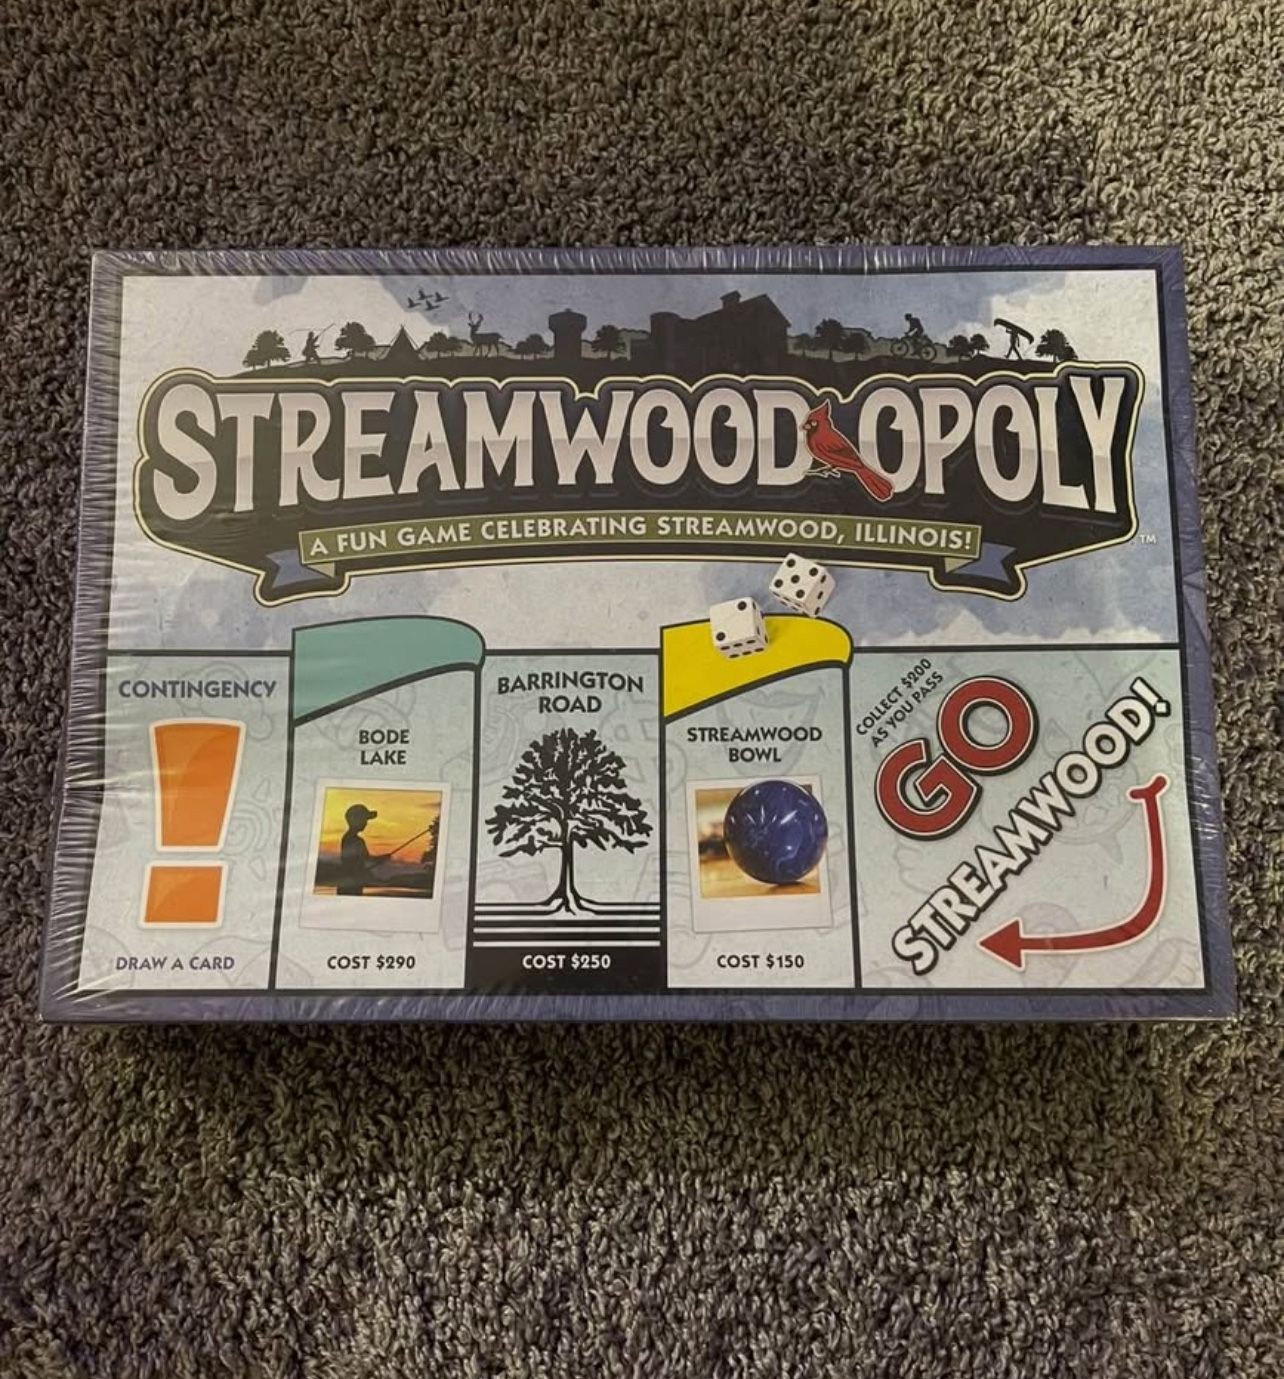 STREAMWOOD OPOLY
A FUN GAME CELEBRATING STREAMWOOD, ILLINOIS!
TM
CONTINGENCY
!
DRAW A CARD
BODE
LAKE
COST $290
BARRINGTON
ROAD
COST $250
STREAMWOOD
BOWL
COST $150
COLLECT $200
AS YOU PASS
GO
STREAMWOOD!